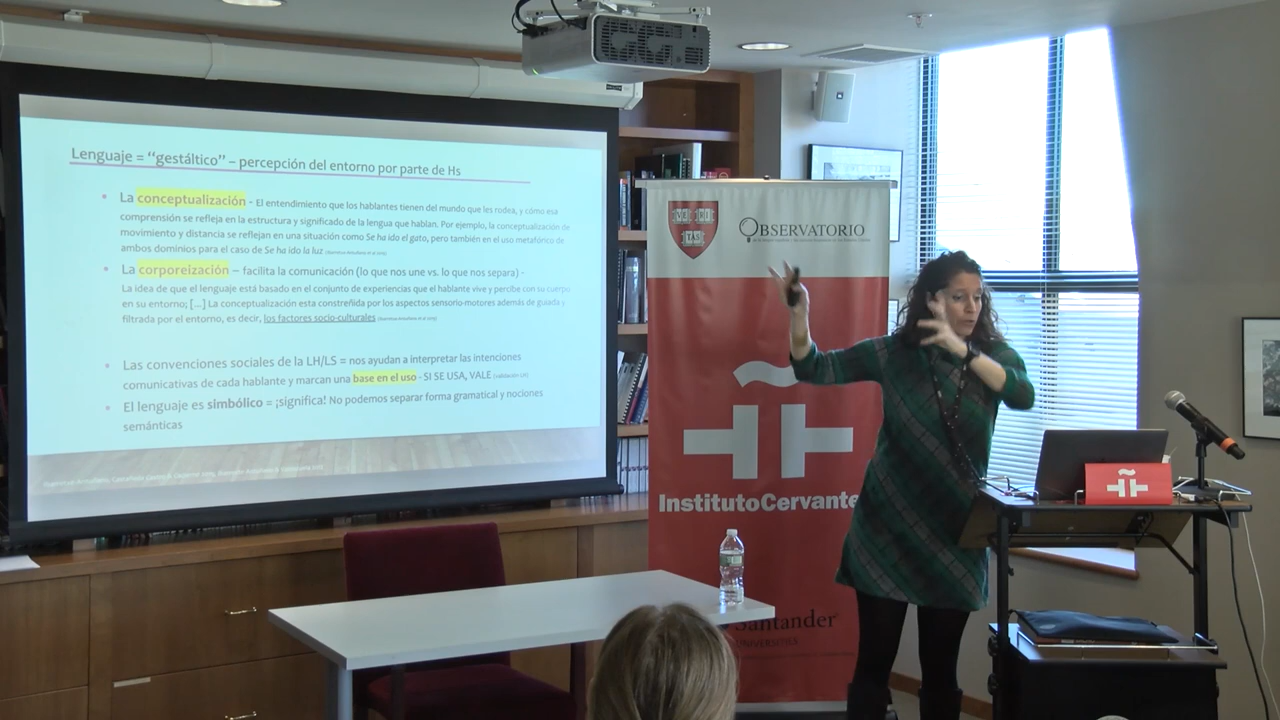 Lenguaje = "gestáltico" – percepción del entorno por parte de Hs
La conceptualización - El entendimiento que los hablantes tienen del mundo que les rodea, y cómo esa
comprensión se refleja en la estructura y significado de la lengua que hablan. Por ejemplo, la conceptualización de
movimiento y distancia se reflejan en una situación como Se ha ido el gato, pero también en el uso metafórico de
ambos dominios para el caso de Se ha ido la luz
La corporeización – facilita la comunicación (lo que nos une vs. lo que nos separa) -
La idea de que el lenguaje está basado en el conjunto de experiencias que el hablante vive y percibe con su cuerpo
en su entorno; [...] La conceptualización esta constreñida por los aspectos sensorio-motores además de guiada y
filtrada por el entorno, es decir, los factores socio-culturales
Las convenciones sociales de la LH/LS – nos ayudan a interpretar las intenciones
comunicativas de cada hablante y marcan una base en el uso - SI SE USA, VALE (validación LH)
El lenguaje es simbólico = ¡significa! No podemos separar forma gramatical y nociones
semánticas
VE RI TAS
OBSERVATORIO
InstitutoCervante
Santander
UNIVERSITIES